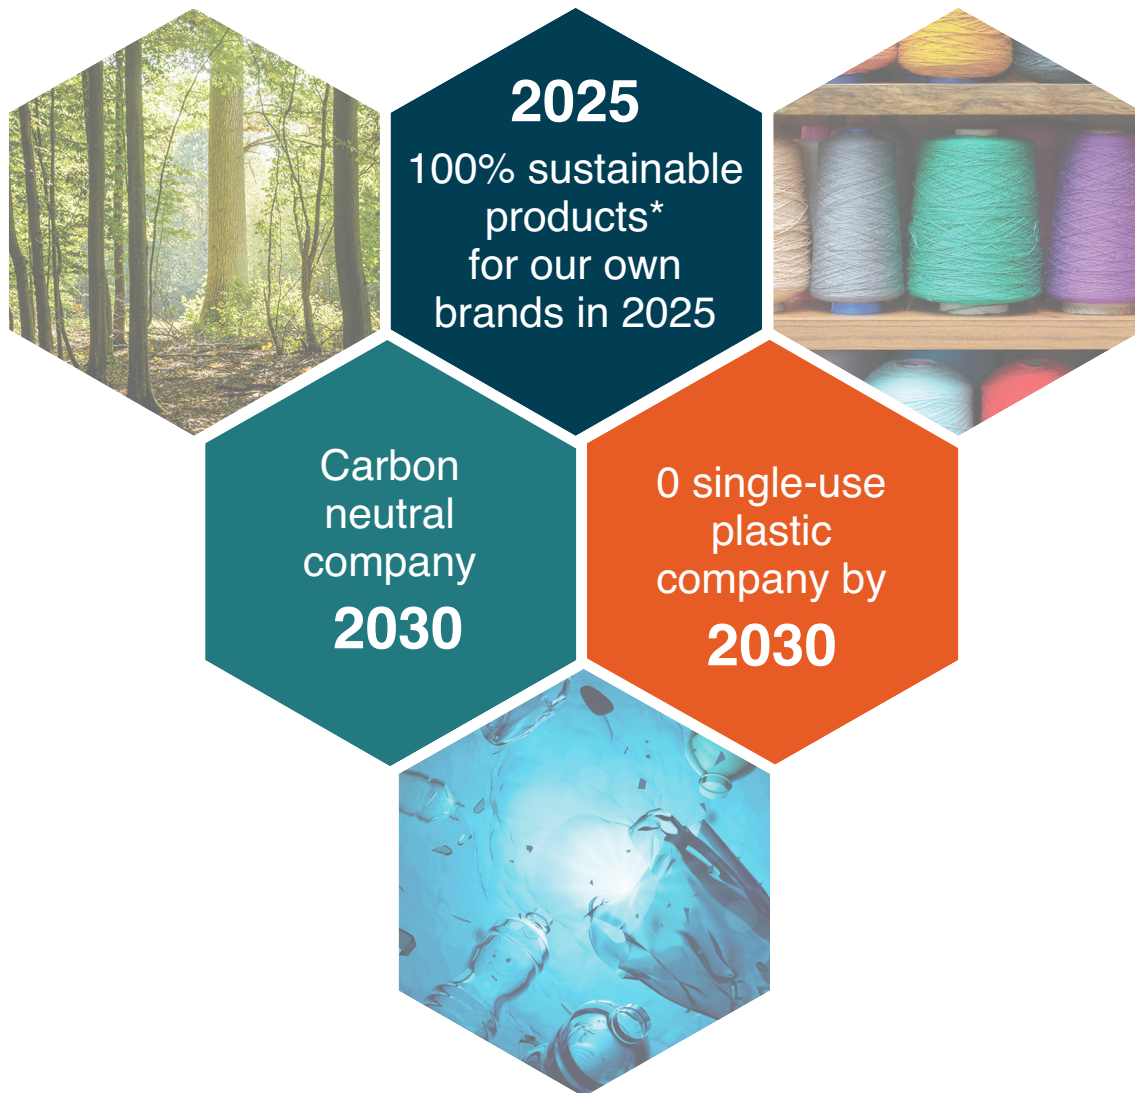 2025
100% sustainable
products*
for our own
brands in 2025
Carbon
neutral
company
2030
0 single-use
plastic
company by
2030